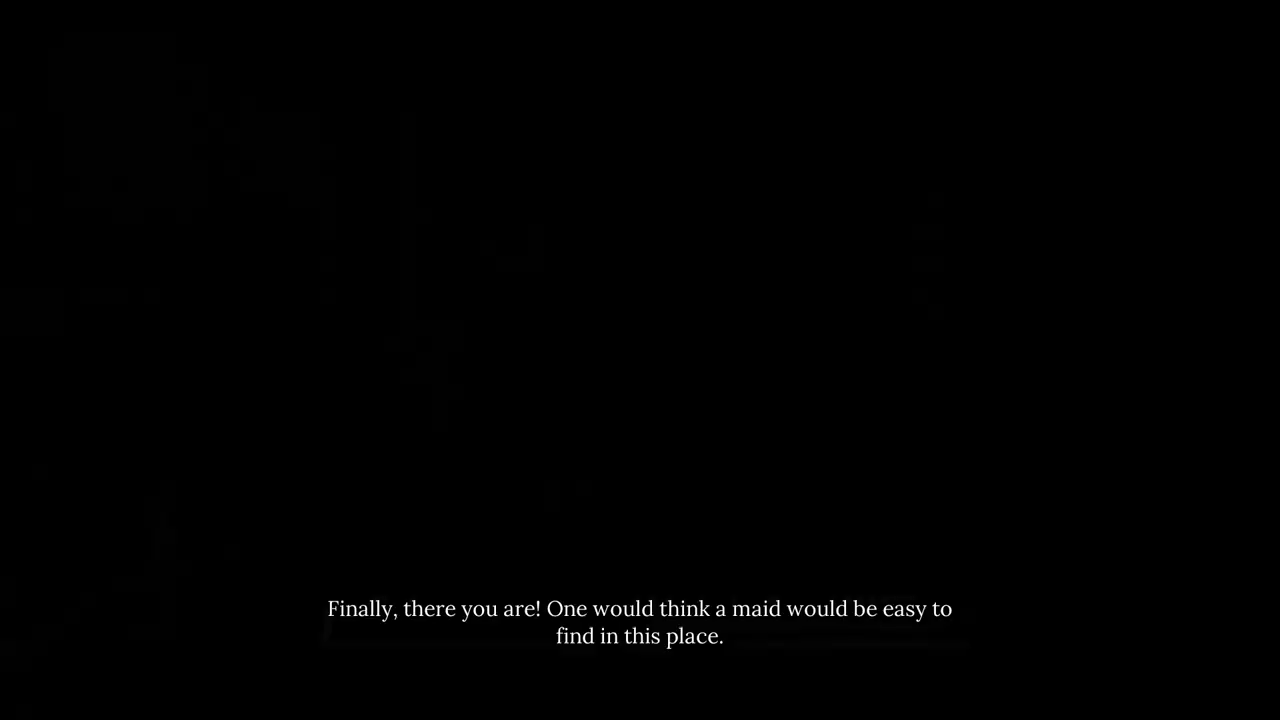 Finally, there you are! One would think a maid would be easy to
find in this place.